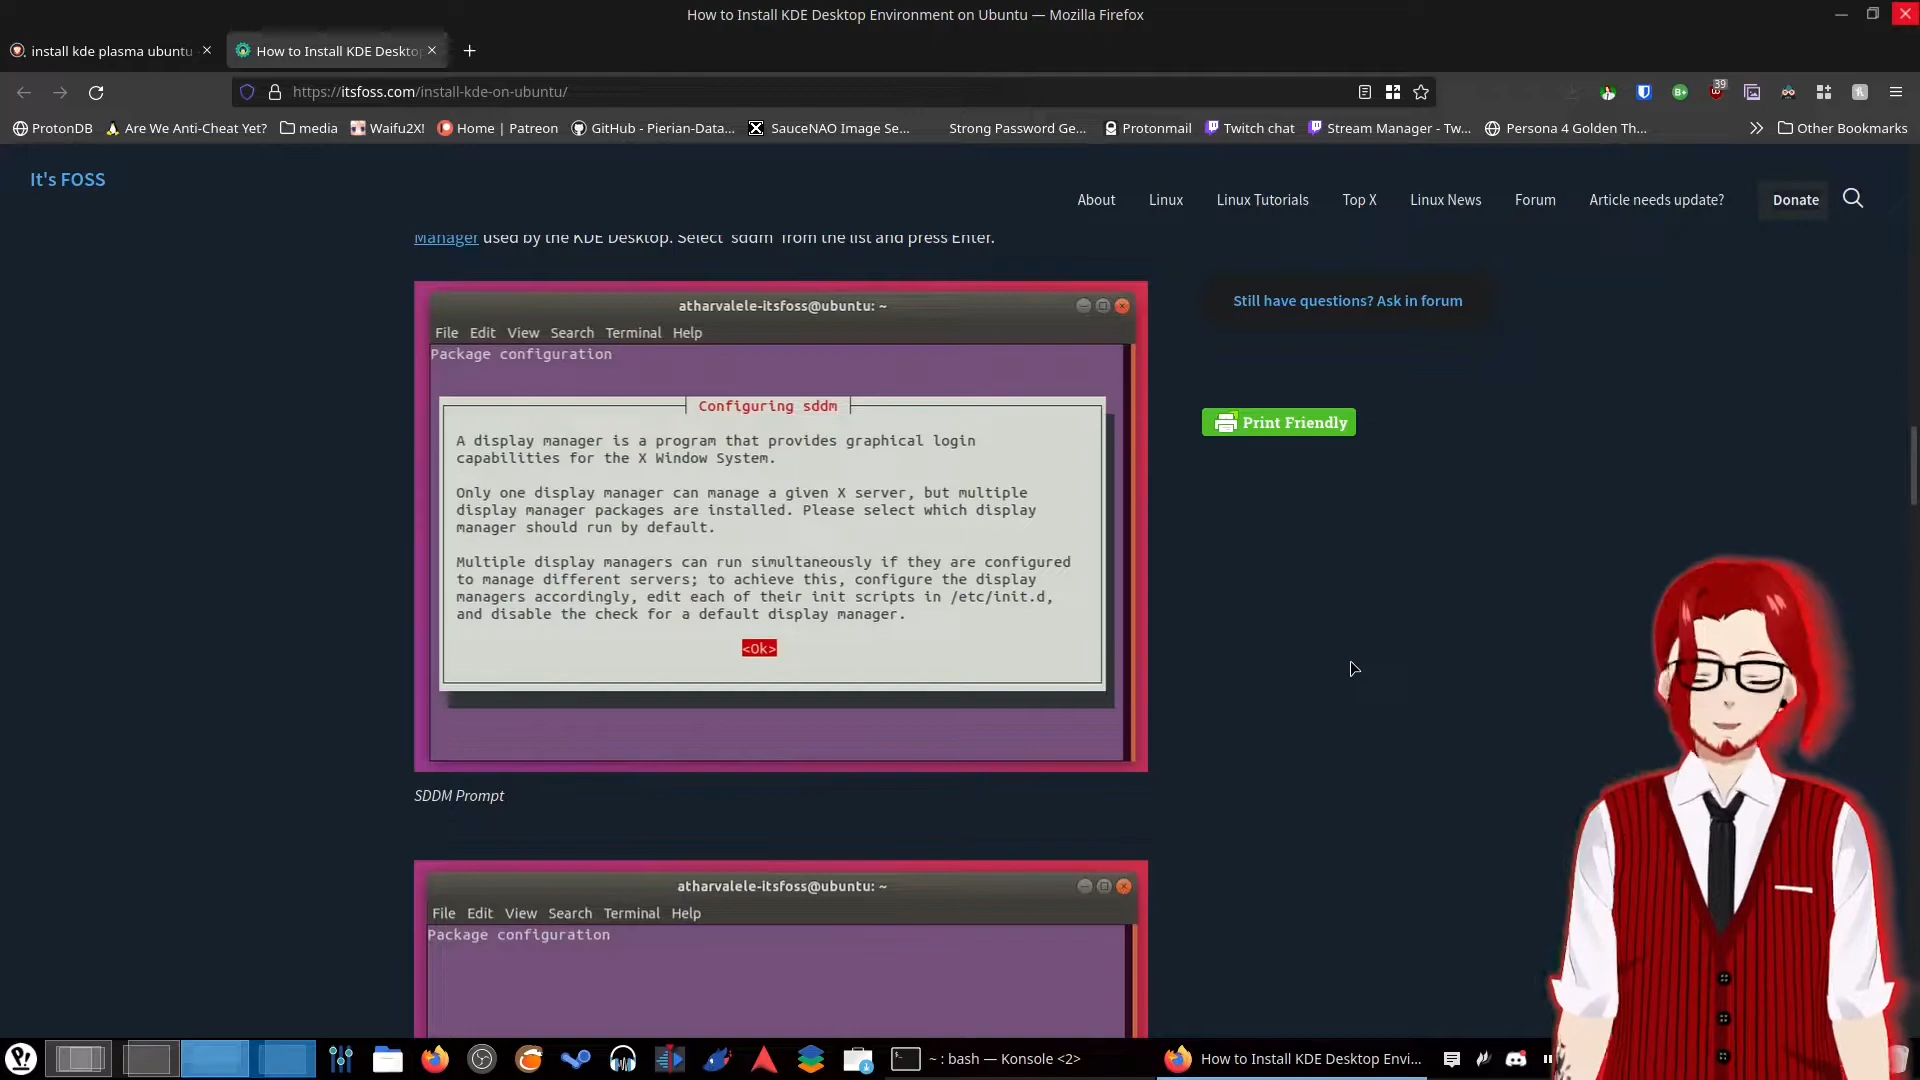 How to Install KDE Desktop Environment on Ubuntu — Mozilla Firefox
install kde plasma ubuntu
How to Install KDE Deskto
https://itsfoss.com/install-kde-on-ubuntu/
39
ProtonDB
Are We Anti-Cheat Yet?
media
Waifu2X!
Home | Patreon
GitHub - Pierian-Data...
SauceNAO Image Se...
Strong Password Ge...
Protonmail
Twitch chat
Stream Manager - Tw...
Persona 4 Golden Th...
Other Bookmarks
It's FOSS
About
Linux
Linux Tutorials
Top X
Linux News
Forum
Article needs update?
Donate
Manager used by the KDE Desktop. Select 'sddm' from the list and press Enter.
Still have questions? Ask in forum
Print Friendly
atharvalele-itsfoss@ubuntu: ~
File Edit View Search Terminal Help
Package configuration
Configuring sddm
A display manager is a program that provides graphical login
capabilities for the X Window System.
Only one display manager can manage a given X server, but multiple
display manager packages are installed. Please select which display
manager should run by default.
Multiple display managers can run simultaneously if they are configured
to manage different servers; to achieve this, configure the display
managers accordingly, edit each of their init scripts in /etc/init.d,
and disable the check for a default display manager.
<Ok>
SDDM Prompt
atharvalele-itsfoss@ubuntu: ~
File Edit View Search Terminal Help
Package configuration
~ : bash — Konsole <2>
How to Install KDE Desktop Envi...